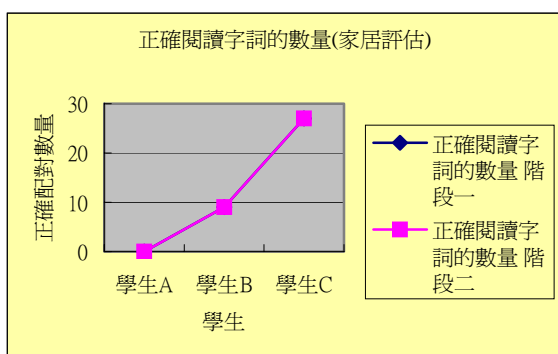 正確閱讀字詞的數量(家居評估)
正確配對數量
30
20
10
0
學生A 學生B 學生C
學生
正確閱讀字
詞的數量 階
段一
正確閱讀字
詞的數量 階
段二